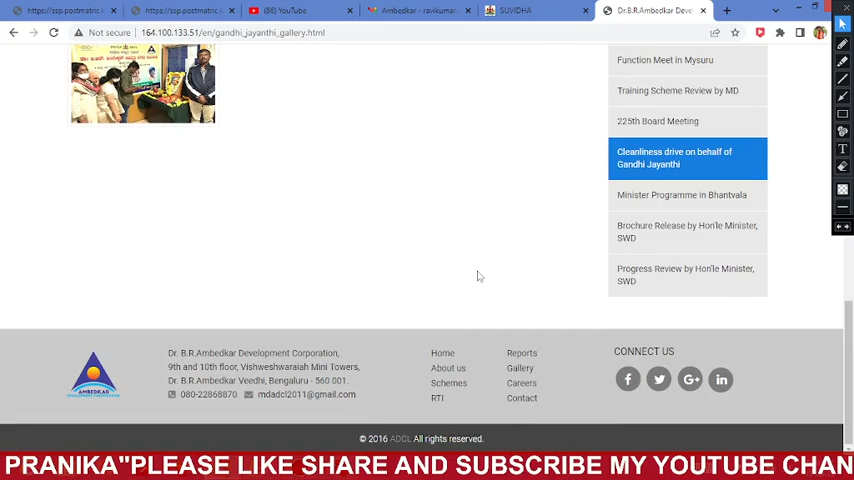 https://ssp.postmatric.k
https://ssp.postmatric.k
(86) YouTube
Ambedkar - ravikumar
SUVIDHA
Dr.B.R.Ambedkar Deve
Not secure
164.100.133.51/en/gandhi_jayanthi_gallery.html
Function Meet in Mysuru
Training Scheme Review by MD
225th Board Meeting
Cleanliness drive on behalf of
Gandhi Jayanthi
Minister Programme in Bhantvala
Brochure Release by Hon'le Minister,
SWD
Progress Review by Hon'le Minister,
SWD
AMBEDKAR
DEVELOPMENT CORPORATION
Dr. B.R.Ambedkar Development Corporation,
9th and 10th floor, Vishweshwaraiah Mini Towers,
Dr. B.R.Ambedkar Veedhi, Bengaluru - 560 001.
080-22868870 mdadcl2011@gmail.com
Home
About us
Schemes
RTI
Reports
Gallery
Careers
Contact
CONNECT US
© 2016 ADCL All rights reserved.
PRANIKA"PLEASE LIKE SHARE AND SUBSCRIBE MY YOUTUBE CHAN